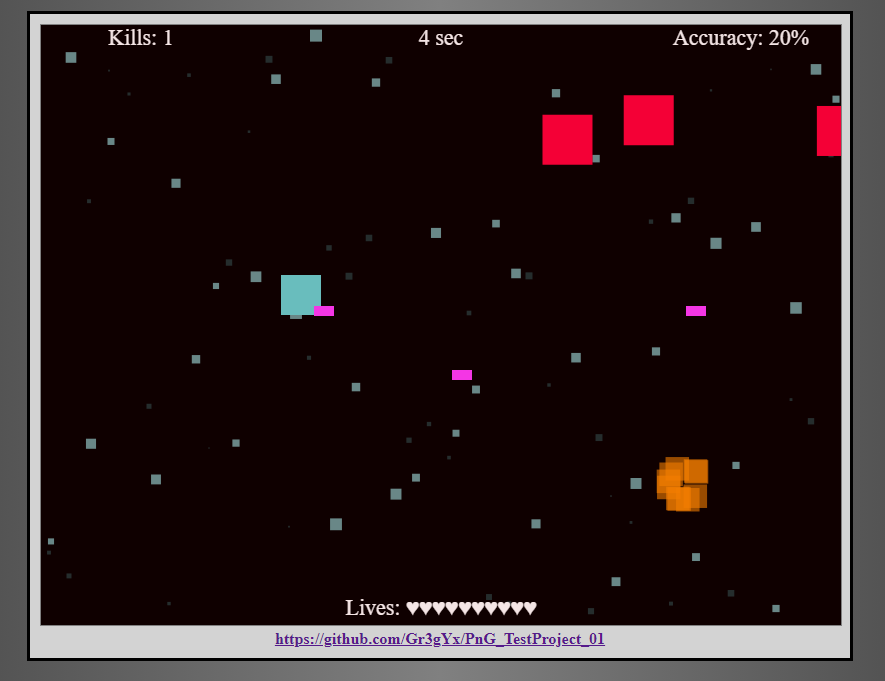 Kills: 1 4 sec Accuracy: 20%
Lives: ♥♥♥♥♥♥♥♥♥♥
https://github.com/Gr3gYx/PnG_TestProject_01